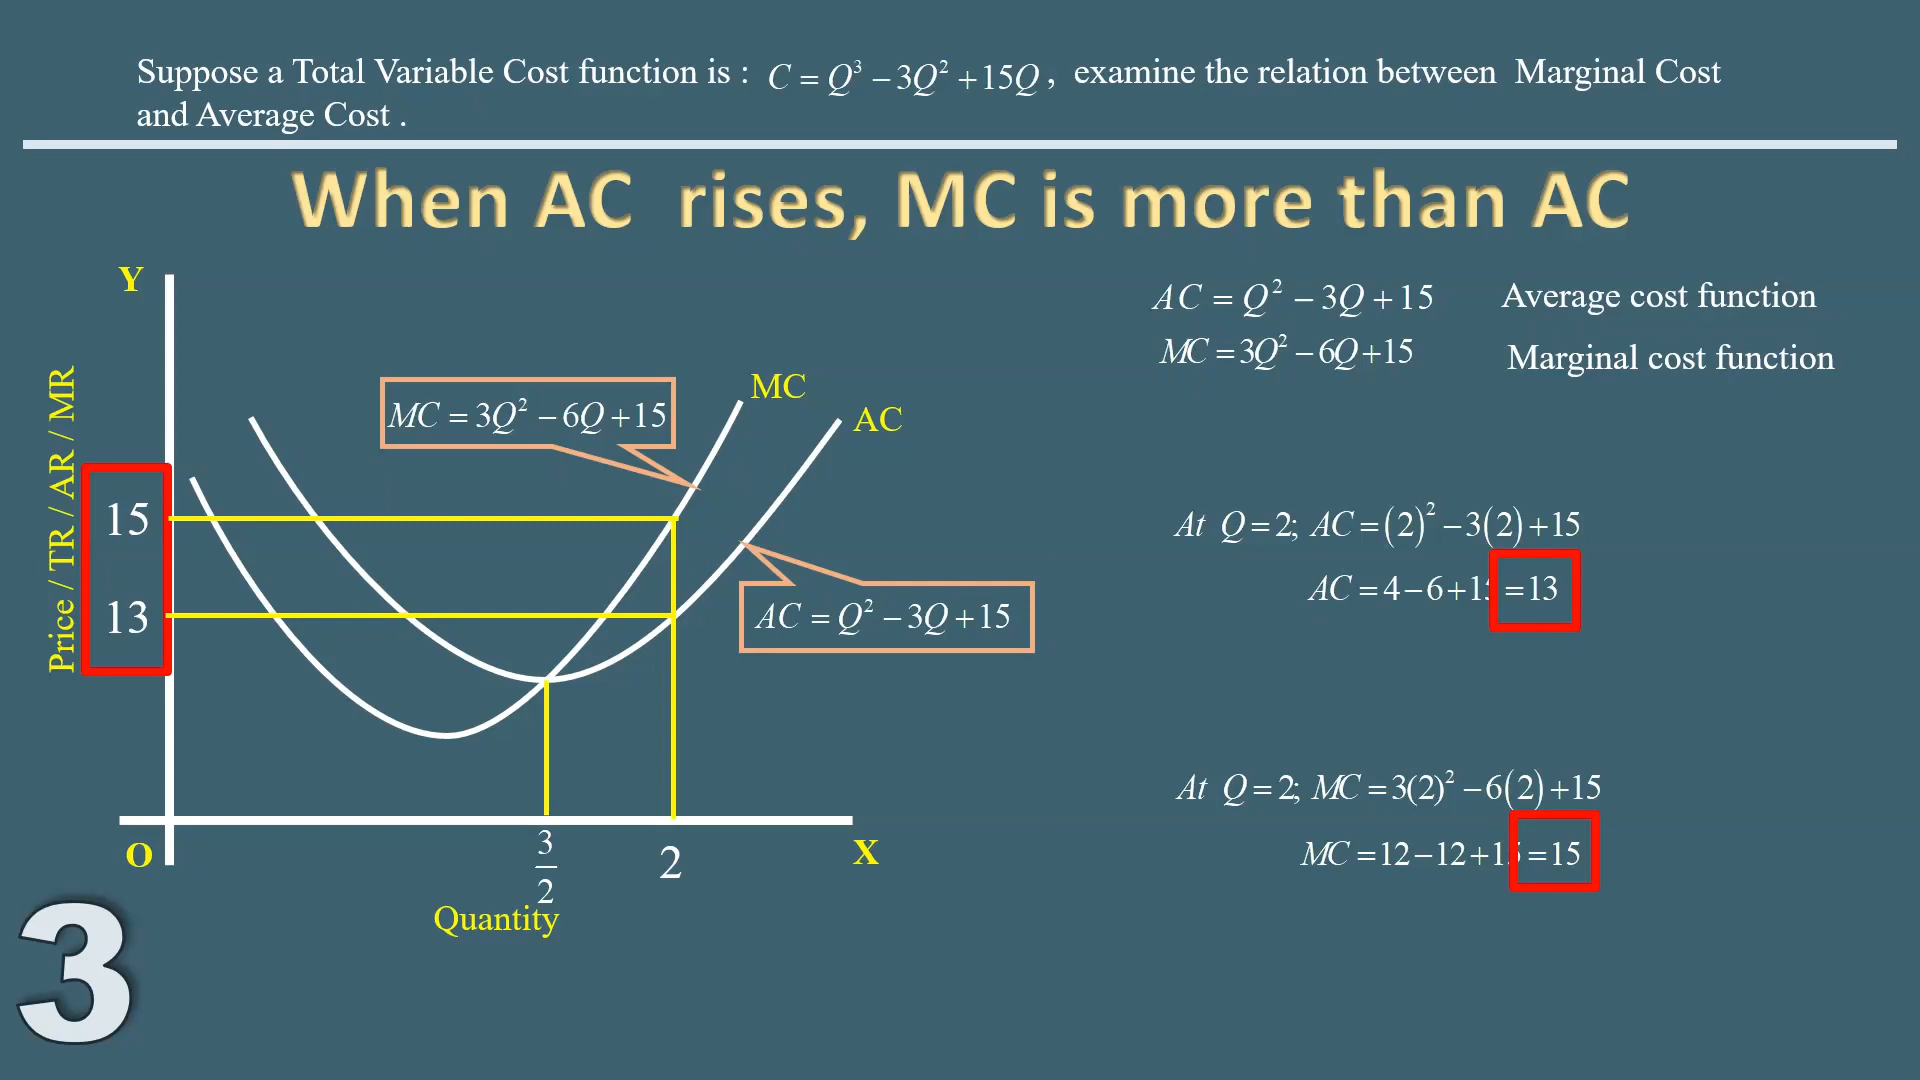 Suppose a Total Variable Cost function is : C = Q³ − 3Q² + 15Q , examine the relation between Marginal Cost
and Average Cost .
When AC rises, MC is more than AC
Y
AC = Q² − 3Q + 15 Average cost function
MC = 3Q² − 6Q + 15 Marginal cost function
Price / TR / AR / MR
MC
AC
MC = 3Q² − 6Q + 15
15
13
AC = Q² − 3Q + 15
At Q = 2; AC = (2)² − 3(2) + 15
AC = 4 − 6 + 15 = 13
At Q = 2; MC = 3(2)² − 6(2) + 15
MC = 12 − 12 + 15 = 15
O
3/2
2
X
Quantity
3